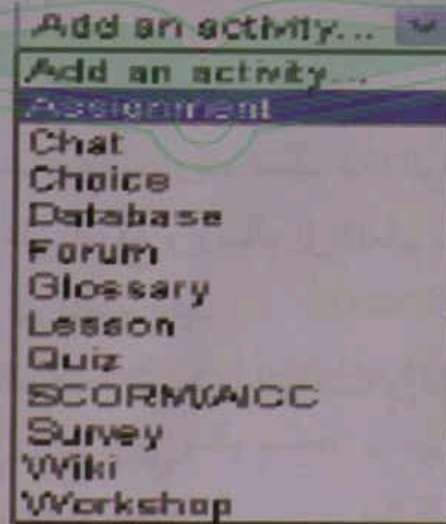 Add an activity...
Add an activity...
Assignment
Chat
Choice
Database
Forum
Glossary
Lesson
Quiz
SCORM/AICC
Survey
Wiki
Workshop